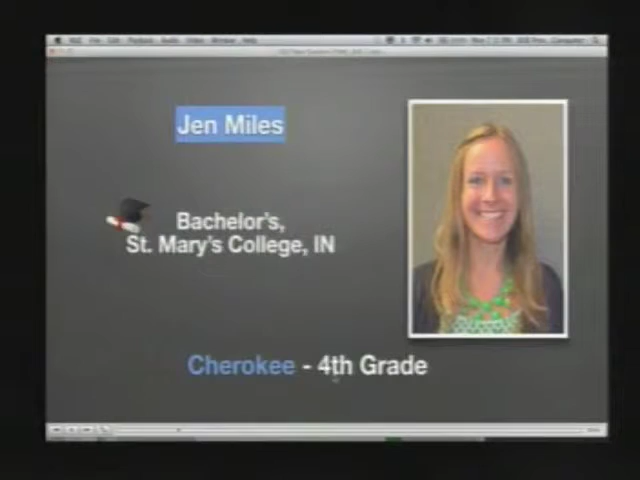 Jen Miles
Bachelor's,
St. Mary's College, IN
Cherokee - 4th Grade